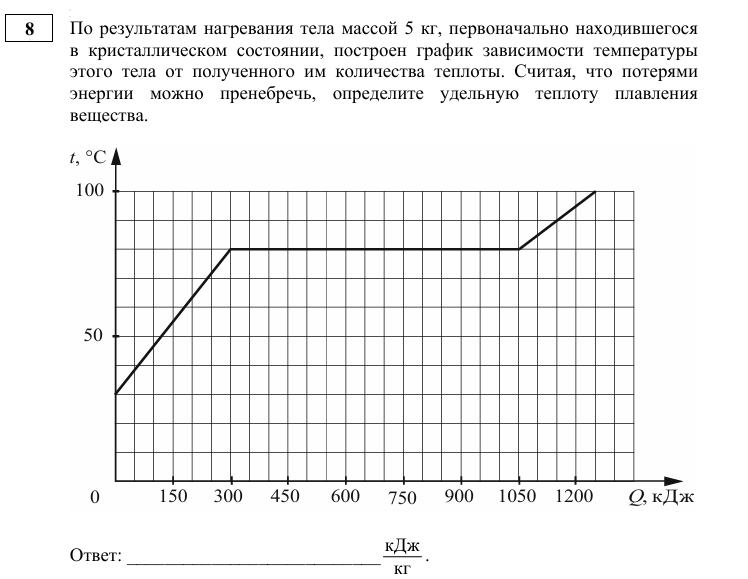 8
По результатам нагревания тела массой 5 кг, первоначально находившегося
в кристаллическом состоянии, построен график зависимости температуры
этого тела от полученного им количества теплоты. Считая, что потерями
энергии можно пренебречь, определите удельную теплоту плавления
вещества.
t, °C
100
50
0
150 300 450 600 750 900 1050 1200 Q, кДж
Ответ: ____________________________ кДж
кг .